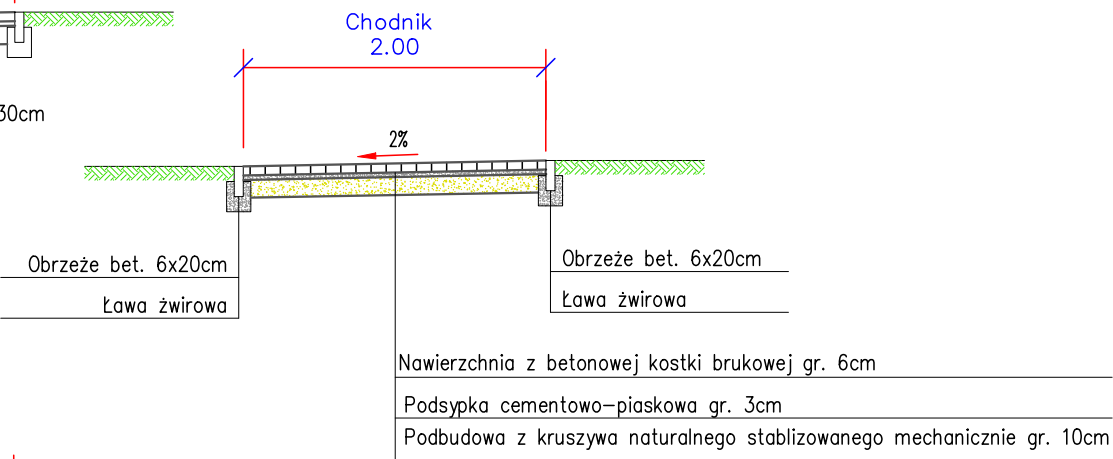 Chodnik
2.00
30cm
2%
Obrzeże bet. 6x20cm
Ława żwirowa
Obrzeże bet. 6x20cm
Ława żwirowa
Nawierzchnia z betonowej kostki brukowej gr. 6cm
Podsypka cementowo-piaskowa gr. 3cm
Podbudowa z kruszywa naturalnego stablizowanego mechanicznie gr. 10cm